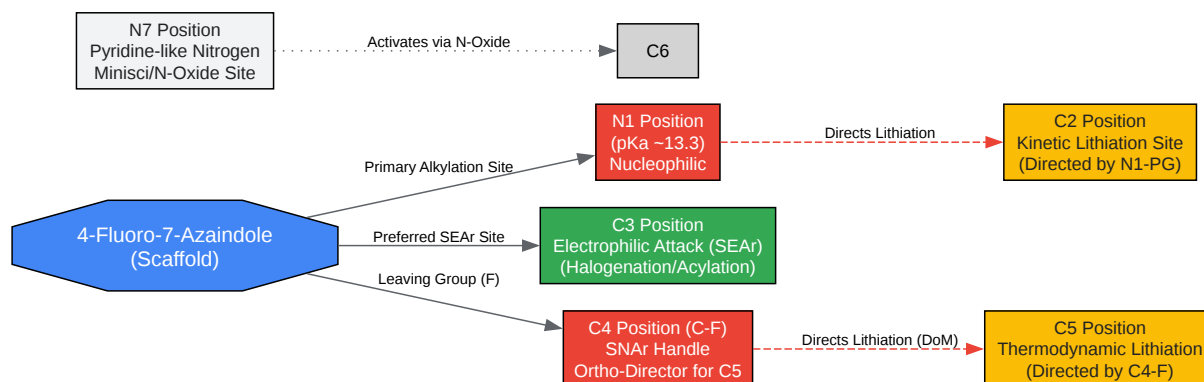 N7 Position
Pyridine-like Nitrogen
Minisci/N-Oxide Site
Activates via N-Oxide
C6
N1 Position
(pKa ~13.3)
Nucleophilic
Directs Lithiation
C2 Position
Kinetic Lithiation Site
(Directed by N1-PG)
Primary Alkylation Site
4-Fluoro-7-Azaindole
(Scaffold)
Preferred SEAr Site
C3 Position
Electrophilic Attack (SEAr)
(Halogenation/Acylation)
Leaving Group (F)
C4 Position (C-F)
SNAr Handle
Ortho-Director for C5
Directs Lithiation (DoM)
C5 Position
Thermodynamic Lithiation
(Directed by C4-F)